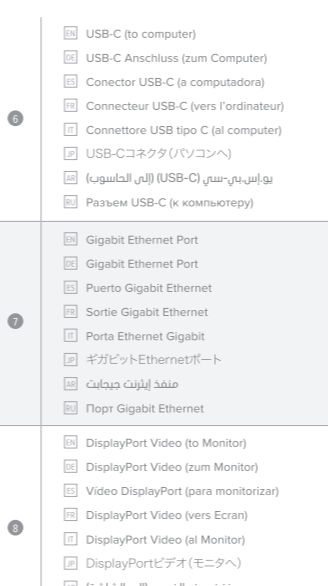 6
EN USB-C (to computer)
DE USB-C Anschluss (zum Computer)
ES Conector USB-C (a computadora)
FR Connecteur USB-C (vers l'ordinateur)
IT Connettore USB tipo C (al computer)
JP USB-Cコネクタ(パソコンへ)
AR يو.إس.بي-سي (USB-C) (إلى الحاسوب)
RU Разъем USB-C (к компьютеру)
7
EN Gigabit Ethernet Port
DE Gigabit Ethernet Port
ES Puerto Gigabit Ethernet
FR Sortie Gigabit Ethernet
IT Porta Ethernet Gigabit
JP ギガビットEthernetポート
AR منفذ إيثرنت جيجابت
RU Порт Gigabit Ethernet
8
EN DisplayPort Video (to Monitor)
DE DisplayPort Video (zum Monitor)
ES Vídeo DisplayPort (para monitorizar)
FR DisplayPort Video (vers Ecran)
IT DisplayPort Video (al Monitor)
JP DisplayPortビデオ(モニタへ)